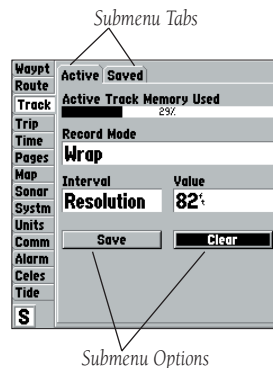 Submenu Tabs
Waypt
Route
Track
Trip
Time
Pages
Map
Sonar
Systm
Units
Comm
Alarm
Celes
Tide
S
Active Saved
Active Track Memory Used
29%
Record Mode
Wrap
Interval Value
Resolution 82ft
Save Clear
Submenu Options